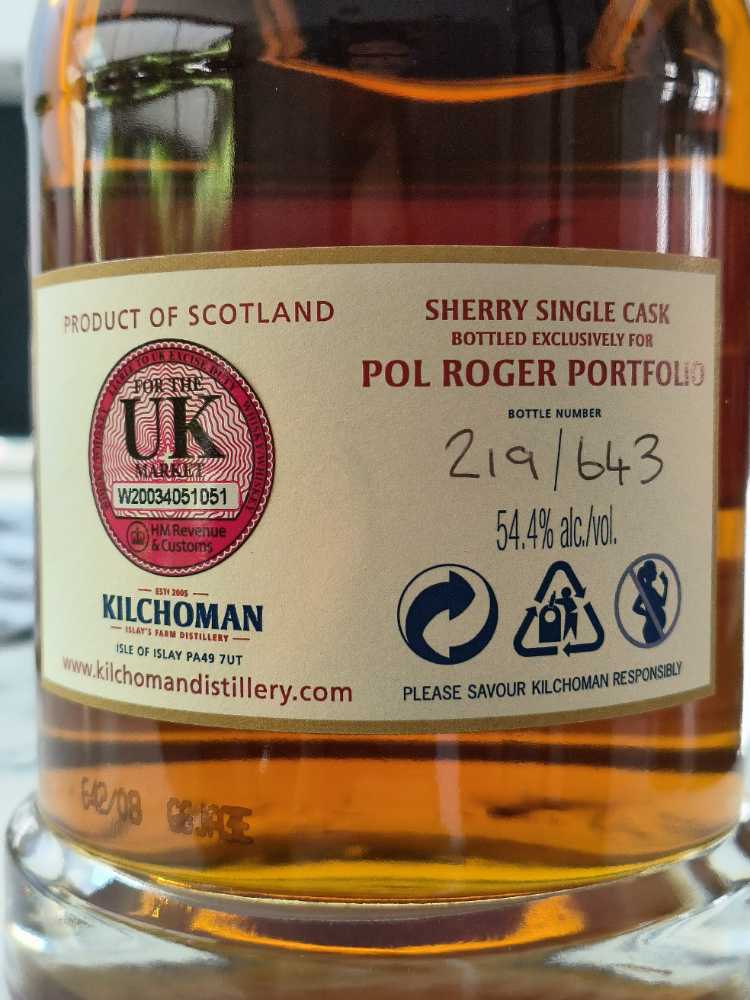 PRODUCT OF SCOTLAND
FOR THE
UK
MARKET
WHISKY/WHISKEY
W20034051051
HM Revenue
& Customs
ESTD 2005
KILCHOMAN
ISLAY'S FARM DISTILLERY
ISLE OF ISLAY PA49 7UT
www.kilchomandistillery.com
SHERRY SINGLE CASK
BOTTLED EXCLUSIVELY FOR
POL ROGER PORTFOLIO
BOTTLE NUMBER
219/643
54.4% alc./vol.
PLEASE SAVOUR KILCHOMAN RESPONSIBLY